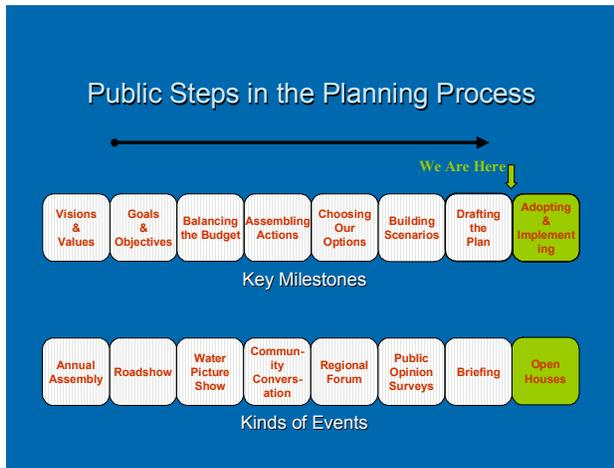 Public Steps in the Planning Process
We Are Here
Visions
&
Values
Goals
&
Objectives
Balancing
the Budget
Assembling
Actions
Choosing
Our
Options
Building
Scenarios
Drafting
the
Plan
Adopting
&
Implement
ing
Key Milestones
Annual
Assembly
Roadshow
Water
Picture
Show
Commun-
ity
Convers-
ation
Regional
Forum
Public
Opinion
Surveys
Briefing
Open
Houses
Kinds of Events